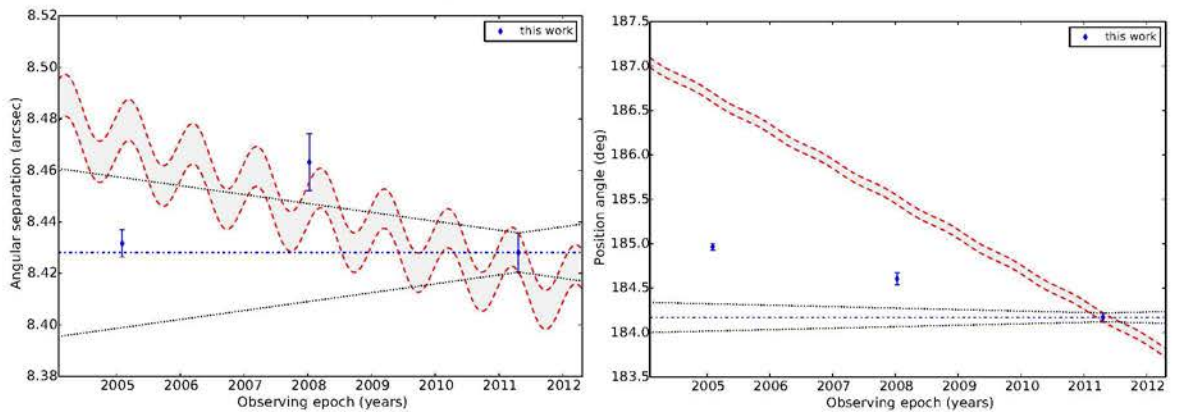 8.52
8.50
8.48
8.46
8.44
8.42
8.40
8.38
Angular separation (arcsec)
this work
2005 2006 2007 2008 2009 2010 2011 2012
Observing epoch (years)
187.5
187.0
186.5
186.0
185.5
185.0
184.5
184.0
183.5
Position angle (deg)
this work
2005 2006 2007 2008 2009 2010 2011 2012
Observing epoch (years)